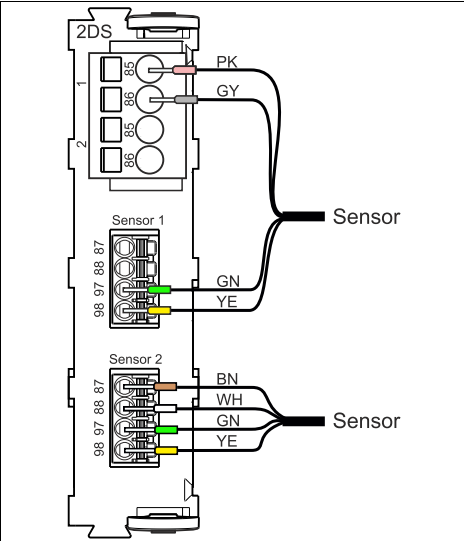 2DS
1
85
PK
86
GY
85
2
86
Sensor
Sensor 1
87
88
97
GN
98
YE
Sensor 2
87
BN
88
WH
97
GN
Sensor
98
YE